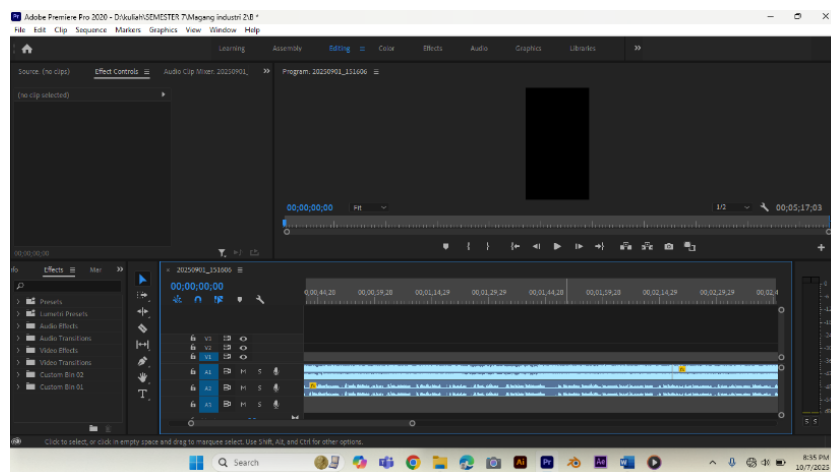 Adobe Premiere Pro 2020 - D:\kuliah\SEMESTER 7\Magang industri 2\B *
File Edit Clip Sequence Markers Graphics View Window Help
Learning Assembly Editing Color Effects Audio Graphics Libraries
Source: (no clips) Effect Controls Audio Clip Mixer: 20250901_ Program: 20250901_151606
(no clip selected)
00;00;00;00 Fit 1/2 00;05;17;03
00;00;00;00
Effects
20250901_151606
00;00;00;00
00;00;59;28 00;01;14,29 00;01;29;29 00;01;44;28 00;01;59;28 00;02;14;29 00;02;29;29
Presets
Lumetri Presets
Audio Effects
Audio Transitions
Video Effects
Video Transitions
Custom Bin 02
Custom Bin 01
V3
V2
V1
A1 M S
A2 M S
A3 M S
S S
Click to select, or click in empty space and drag to marquee select. Use Shift, Alt, and Ctrl for other options.
Search
Ai Pr Ae
8:35 PM